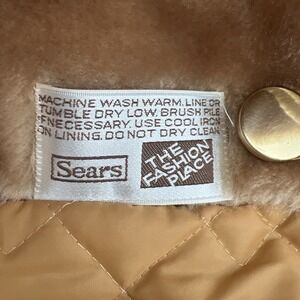 MACHINE WASH WARM. LINE OR
TUMBLE DRY LOW. BRUSH PILE
IF NECESSARY. USE COOL IRON
ON LINING. DO NOT DRY CLEAN
Sears
THE
FASHION
PLACE